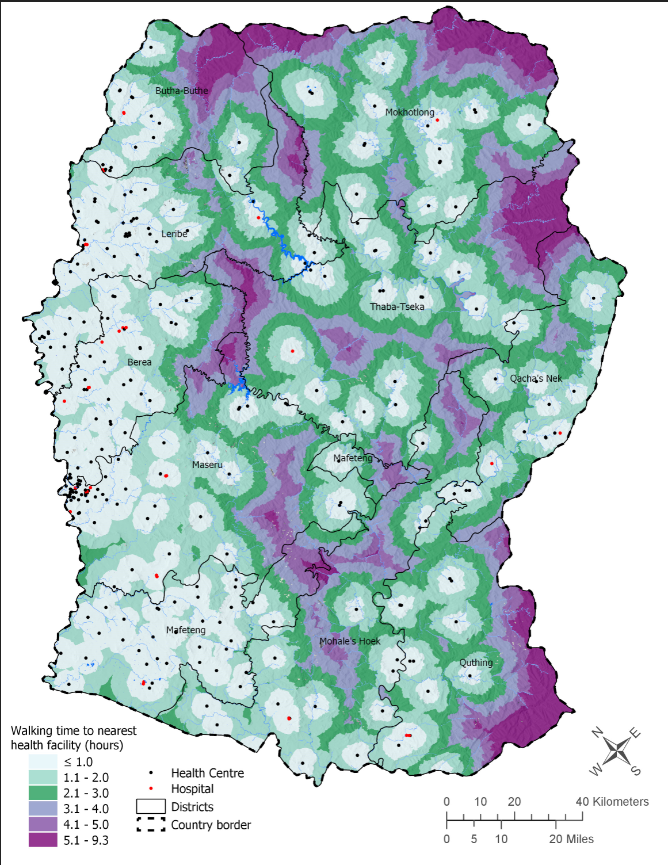 Butha-Buthe
Mokhotlong
Leribe
Thaba-Tseka
Berea
Qacha's Nek
Maseru
Mafeteng
Mafeteng
Mohale's Hoek
Quthing
Walking time to nearest
health facility (hours)
≤ 1.0
1.1 - 2.0
2.1 - 3.0
3.1 - 4.0
4.1 - 5.0
5.1 - 9.3
Health Centre
Hospital
Districts
Country border
N
E
W
S
0 10 20 40 Kilometers
0 5 10 20 Miles